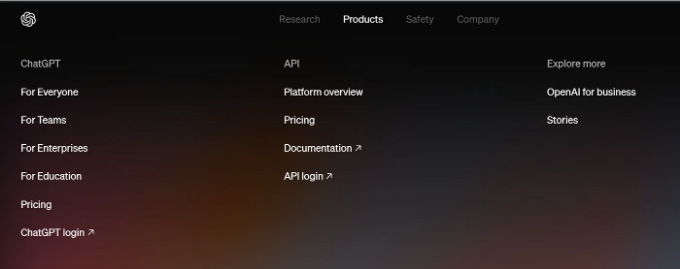 Research Products Safety Company
ChatGPT
For Everyone
For Teams
For Enterprises
For Education
Pricing
ChatGPT login ↗
API
Platform overview
Pricing
Documentation ↗
API login ↗
Explore more
OpenAI for business
Stories